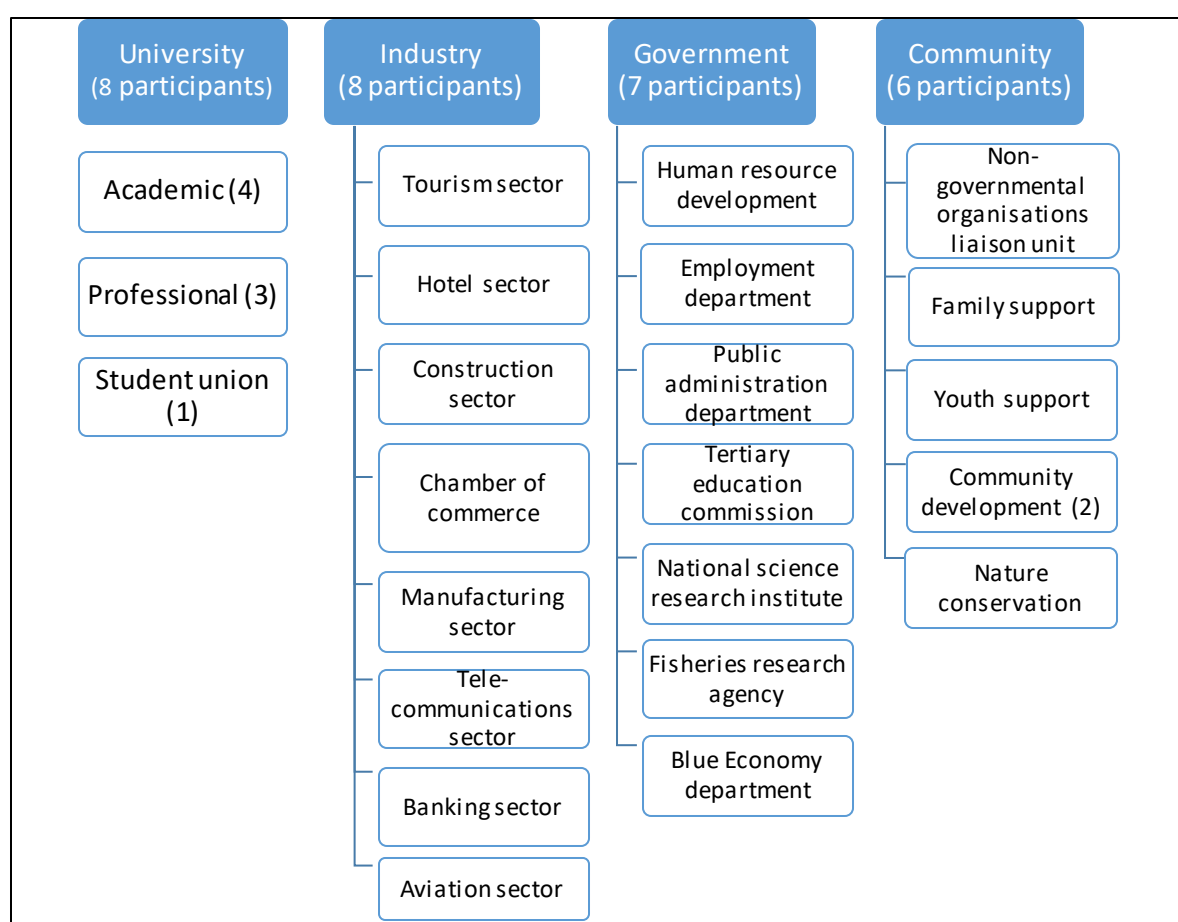 University
(8 participants)
Academic (4)
Professional (3)
Student union
(1)
Industry
(8 participants)
Tourism sector
Hotel sector
Construction
sector
Chamber of
commerce
Manufacturing
sector
Tele-
communications
sector
Banking sector
Aviation sector
Government
(7 participants)
Human resource
development
Employment
department
Public
administration
department
Tertiary
education
commission
National science
research institute
Fisheries research
agency
Blue Economy
department
Community
(6 participants)
Non-
governmental
organisations
liaison unit
Family support
Youth support
Community
development (2)
Nature
conservation